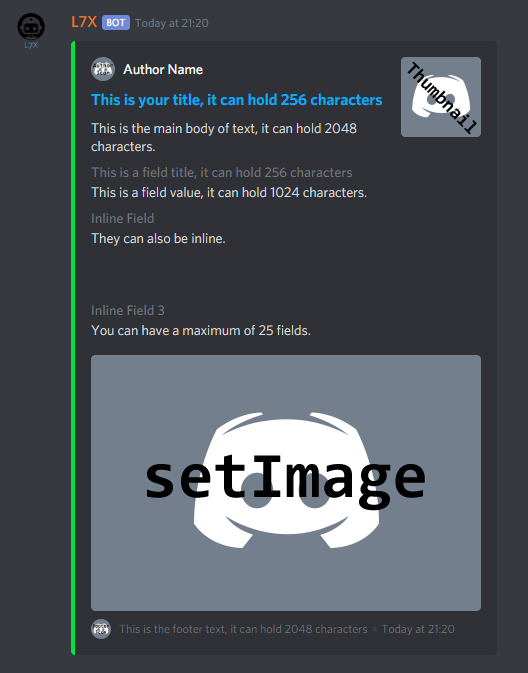 L7X BOT Today at 21:20
L7X
Author Name
Thumbnail
This is your title, it can hold 256 characters
This is the main body of text, it can hold 2048
characters.
This is a field title, it can hold 256 characters
This is a field value, it can hold 1024 characters.
Inline Field
They can also be inline.
Inline Field 3
You can have a maximum of 25 fields.
setImage
This is the footer text, it can hold 2048 characters • Today at 21:20